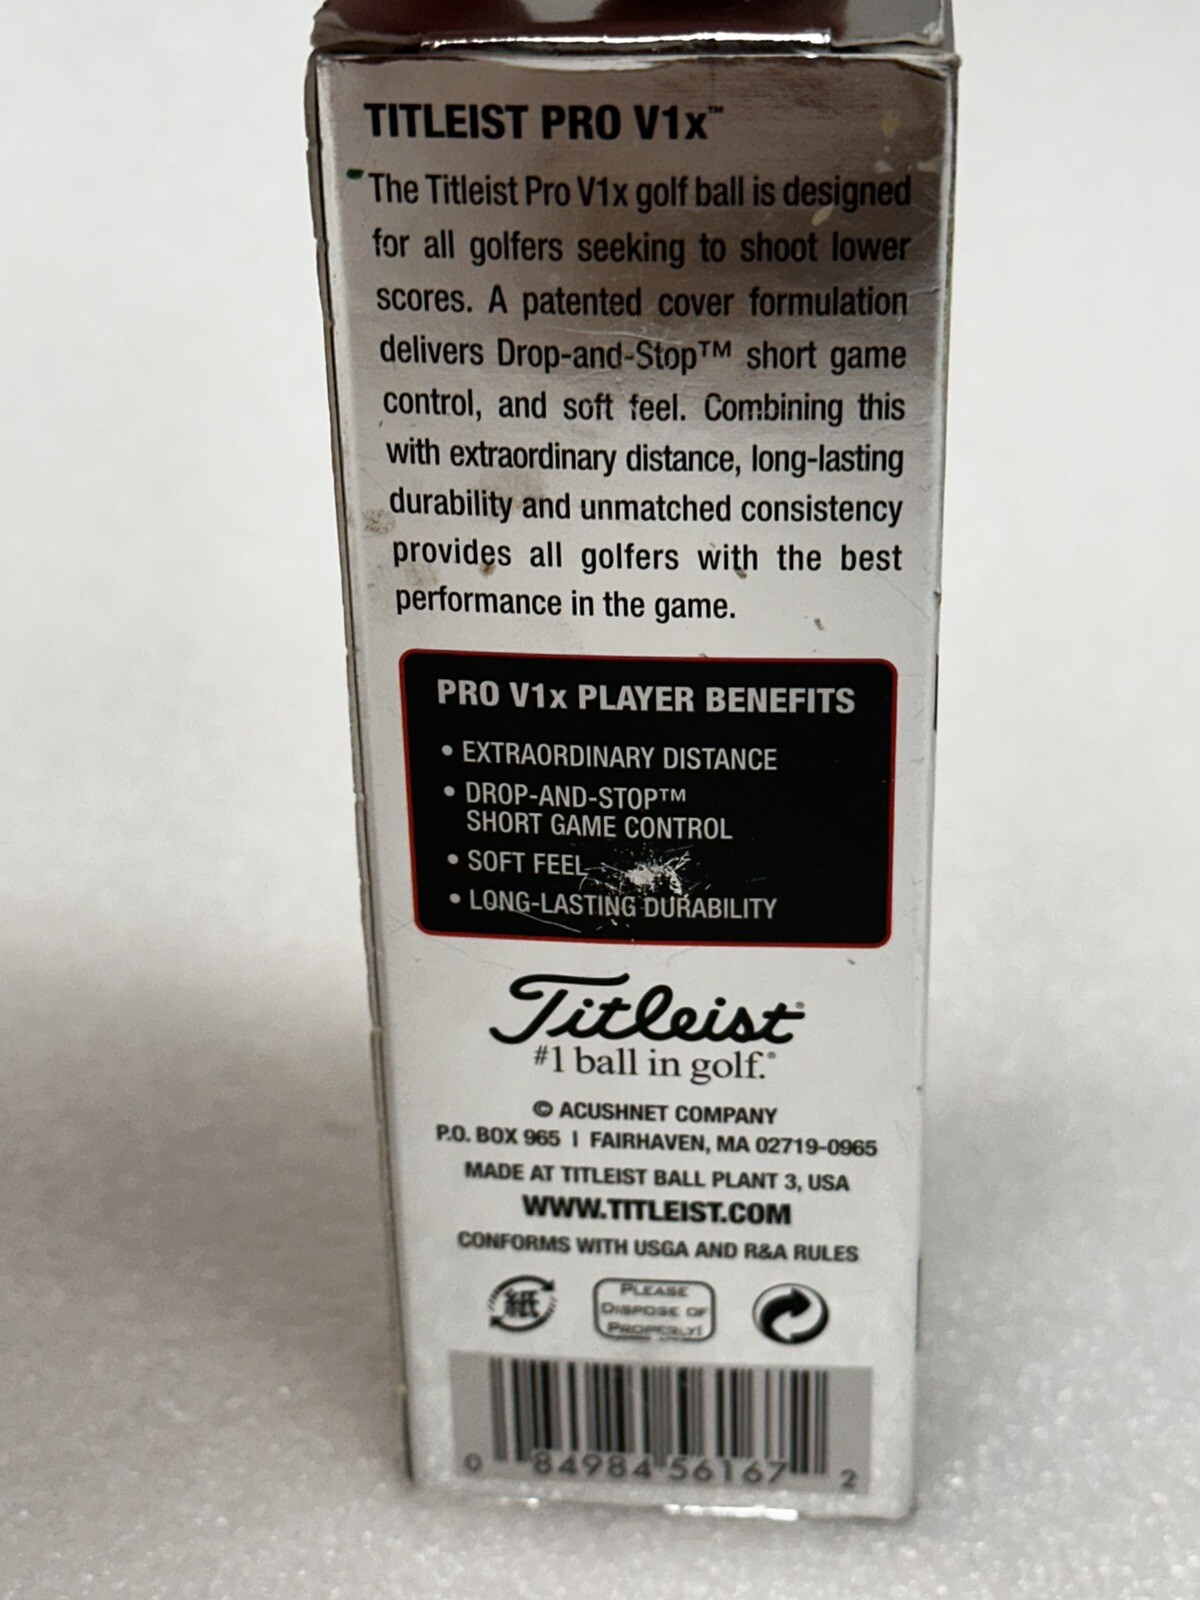 TITLEIST PRO V1x™
The Titleist Pro V1x golf ball is designed
for all golfers seeking to shoot lower
scores. A patented cover formulation
delivers Drop-and-Stop™ short game
control, and soft feel. Combining this
with extraordinary distance, long-lasting
durability and unmatched consistency
provides all golfers with the best
performance in the game.
PRO V1x PLAYER BENEFITS
• EXTRAORDINARY DISTANCE
• DROP-AND-STOP™
SHORT GAME CONTROL
• SOFT FEEL
• LONG-LASTING DURABILITY
Titleist®
#1 ball in golf.®
© ACUSHNET COMPANY
P.O. BOX 965 | FAIRHAVEN, MA 02719-0965
MADE AT TITLEIST BALL PLANT 3, USA
WWW.TITLEIST.COM
CONFORMS WITH USGA AND R&A RULES
紙
PLEASE
DISPOSE OF
PROPERLY!
0 84984 56167 2